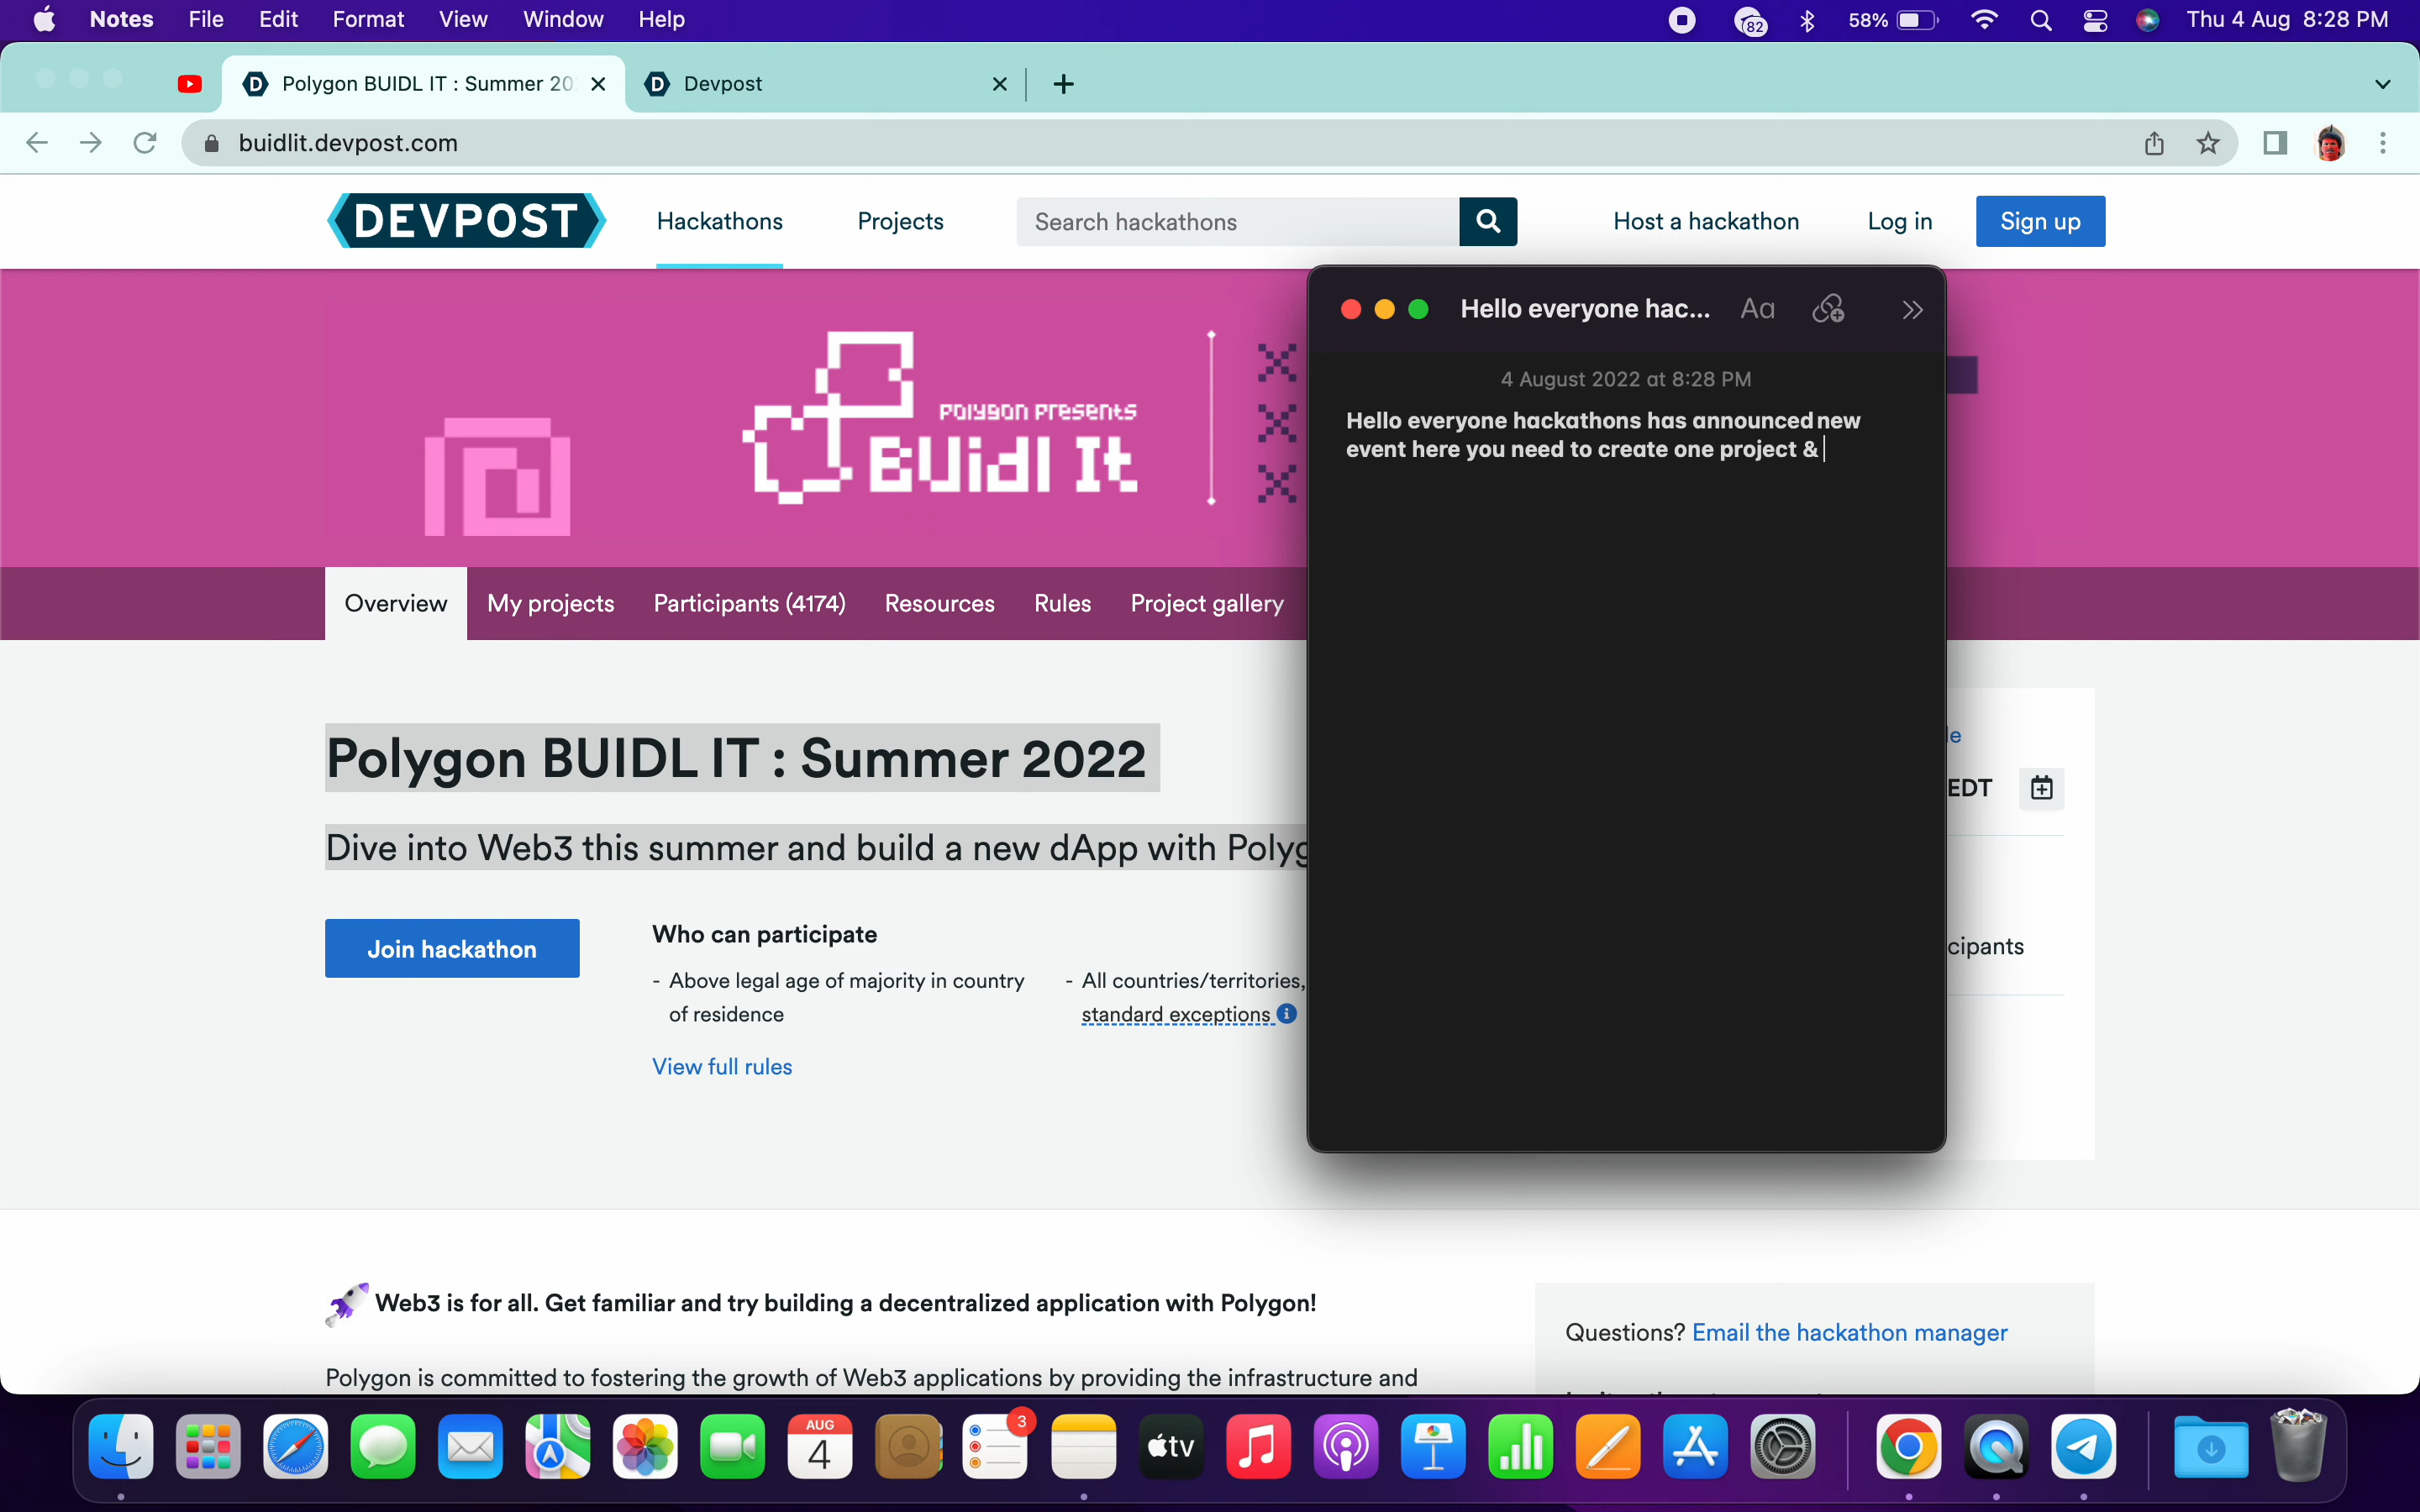 Notes File Edit Format View Window Help 82 58% Thu 4 Aug 8:28 PM
Polygon BUIDL IT : Summer 20 Devpost
buidlit.devpost.com
DEVPOST Hackathons Projects Search hackathons Host a hackathon Log in Sign up
Polygon Presents
BUidl It
Overview My projects Participants (4174) Resources Rules Project gallery
Hello everyone hac... Aa
4 August 2022 at 8:28 PM
Hello everyone hackathons has announced new
event here you need to create one project &
Polygon BUIDL IT : Summer 2022
Dive into Web3 this summer and build a new dApp with Polyg
EDT
Join hackathon
Who can participate
- Above legal age of majority in country
of residence
- All countries/territories,
standard exceptions
View full rules
cipants
Web3 is for all. Get familiar and try building a decentralized application with Polygon!
Polygon is committed to fostering the growth of Web3 applications by providing the infrastructure and
Questions? Email the hackathon manager
AUG
4
3
tv